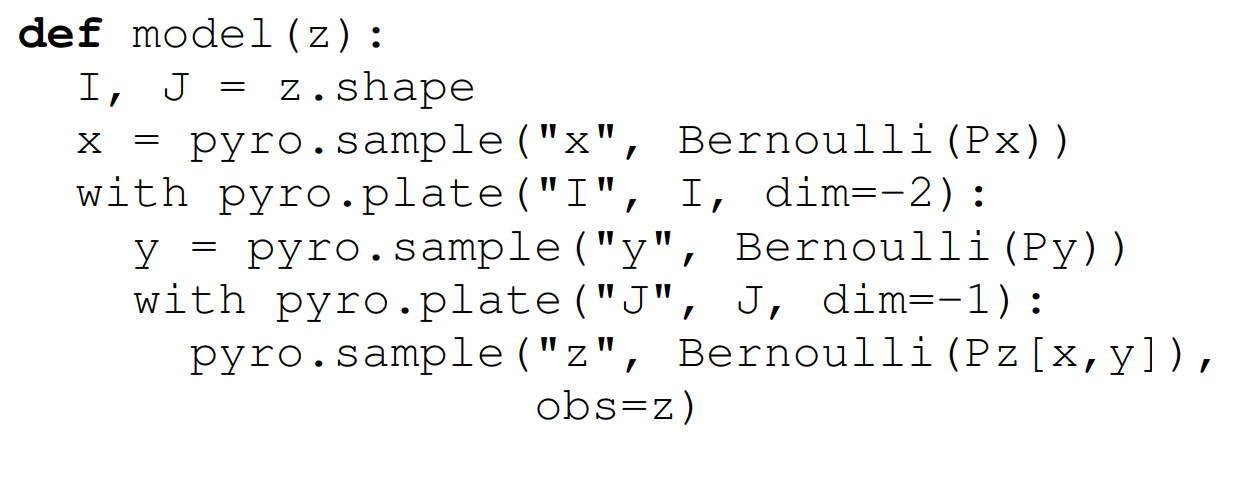 def model(z):
  I, J = z.shape
  x = pyro.sample("x", Bernoulli(Px))
  with pyro.plate("I", I, dim=-2):
    y = pyro.sample("y", Bernoulli(Py))
    with pyro.plate("J", J, dim=-1):
      pyro.sample("z", Bernoulli(Pz[x,y]),
                  obs=z)